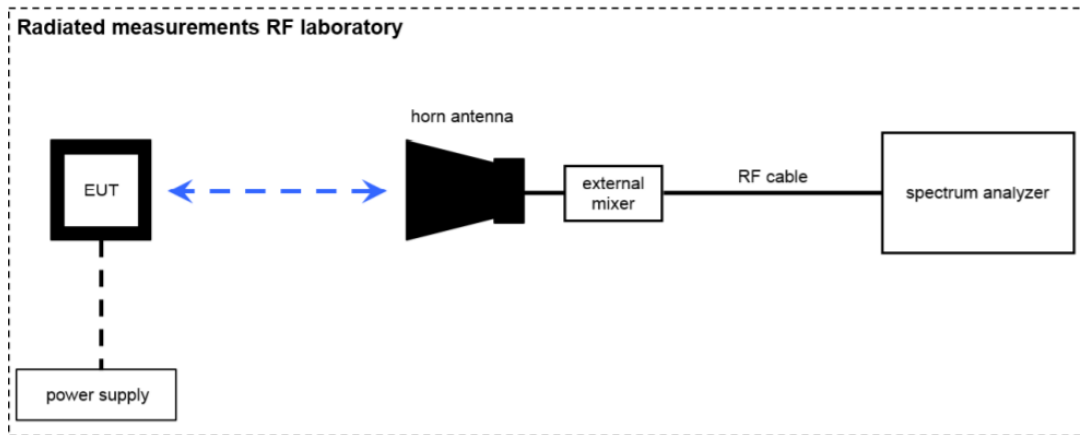 Radiated measurements RF laboratory
horn antenna
EUT
external
mixer
RF cable
spectrum analyzer
power supply